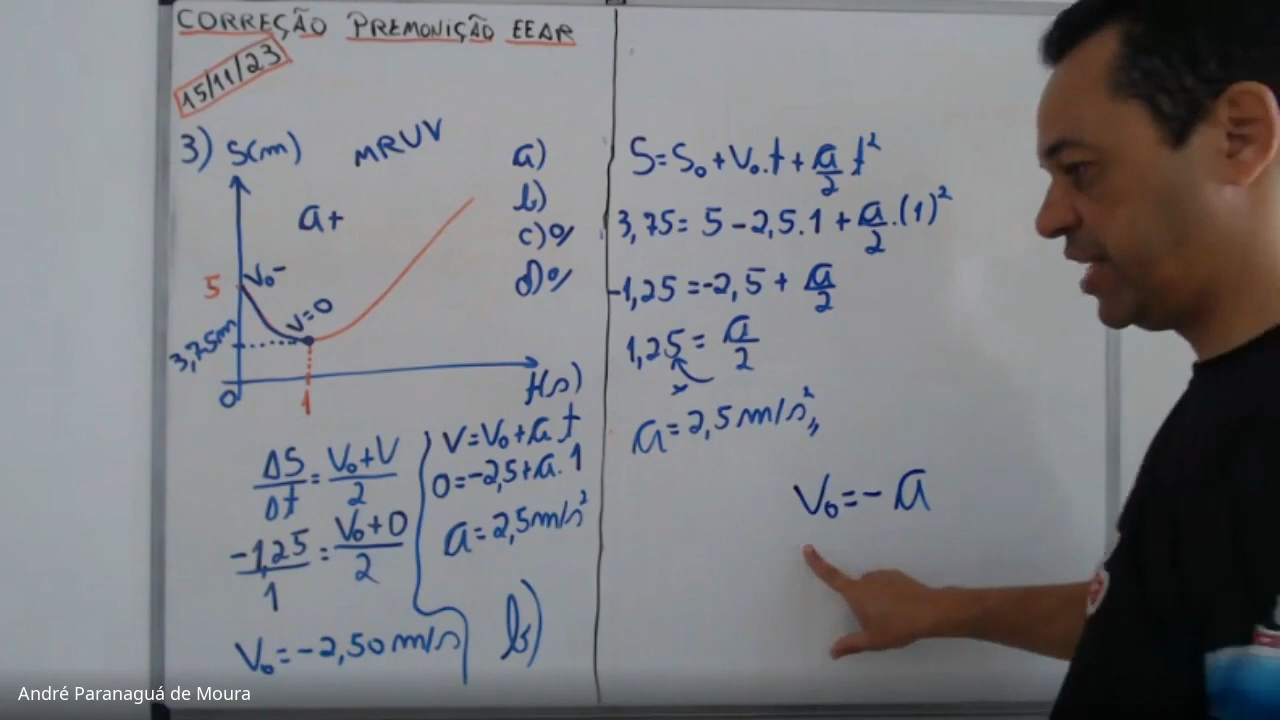 CORREÇÃO PREMONIÇÃO EEAR
15/11/23
3) S(m) MRUV
a+
V₀-
5
V=0
3,75m
0
1
t(s)
a)
b)
c)%
d)%
ΔS/Δt = (V₀+V)/2
-1,25/1 = (V₀+0)/2
V₀=-2,50m/s
V=V₀+a t
0=-2,5+a.1
a=2,5m/s²
b)
S=S₀+V₀.t+a/2 t²
3,75=5-2,5.1+a/2.(1)²
-1,25=-2,5+a/2
1,25=a/2
a=2,5m/s²,,
V₀=-a
André Paranaguá de Moura